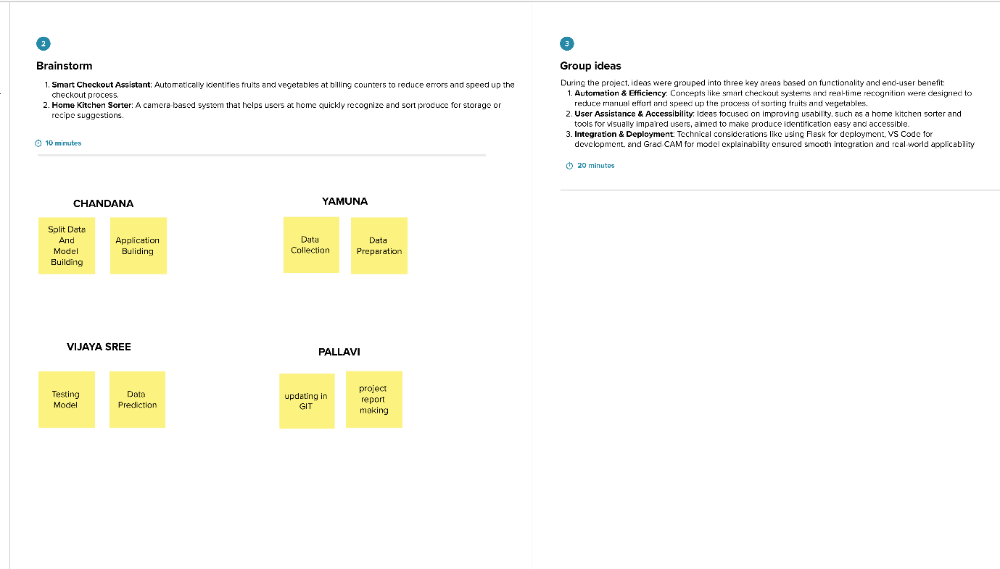 2
Brainstorm
1. Smart Checkout Assistant: Automatically identifies fruits and vegetables at billing counters to reduce errors and speed up the
checkout process.
2. Home Kitchen Sorter: A camera-based system that helps users at home quickly recognize and sort produce for storage or
recipe suggestions.
10 minutes
CHANDANA
Split Data
And
Model
Building
Application
Buliding
YAMUNA
Data
Collection
Data
Preparation
VIJAYA SREE
Testing
Model
Data
Prediction
PALLAVI
updating in
GIT
project
report
making
3
Group ideas
During the project, ideas were grouped into three key areas based on functionality and end-user benefit:
1. Automation & Efficiency: Concepts like smart checkout systems and real-time recognition were designed to
reduce manual effort and speed up the process of sorting fruits and vegetables.
2. User Assistance & Accessibility: Ideas focused on improving usability, such as a home kitchen sorter and
tools for visually impaired users, aimed to make produce identification easy and accessible.
3. Integration & Deployment: Technical considerations like using Flask for deployment, VS Code for
development, and Grad-CAM for model explainability ensured smooth integration and real-world applicability
20 minutes